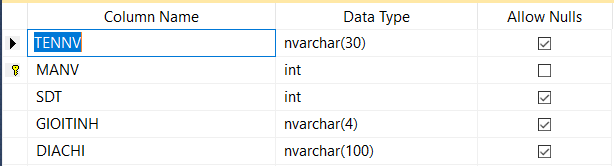 Column Name Data Type Allow Nulls
TENNV nvarchar(30)
MANV int
SDT int
GIOITINH nvarchar(4)
DIACHI nvarchar(100)